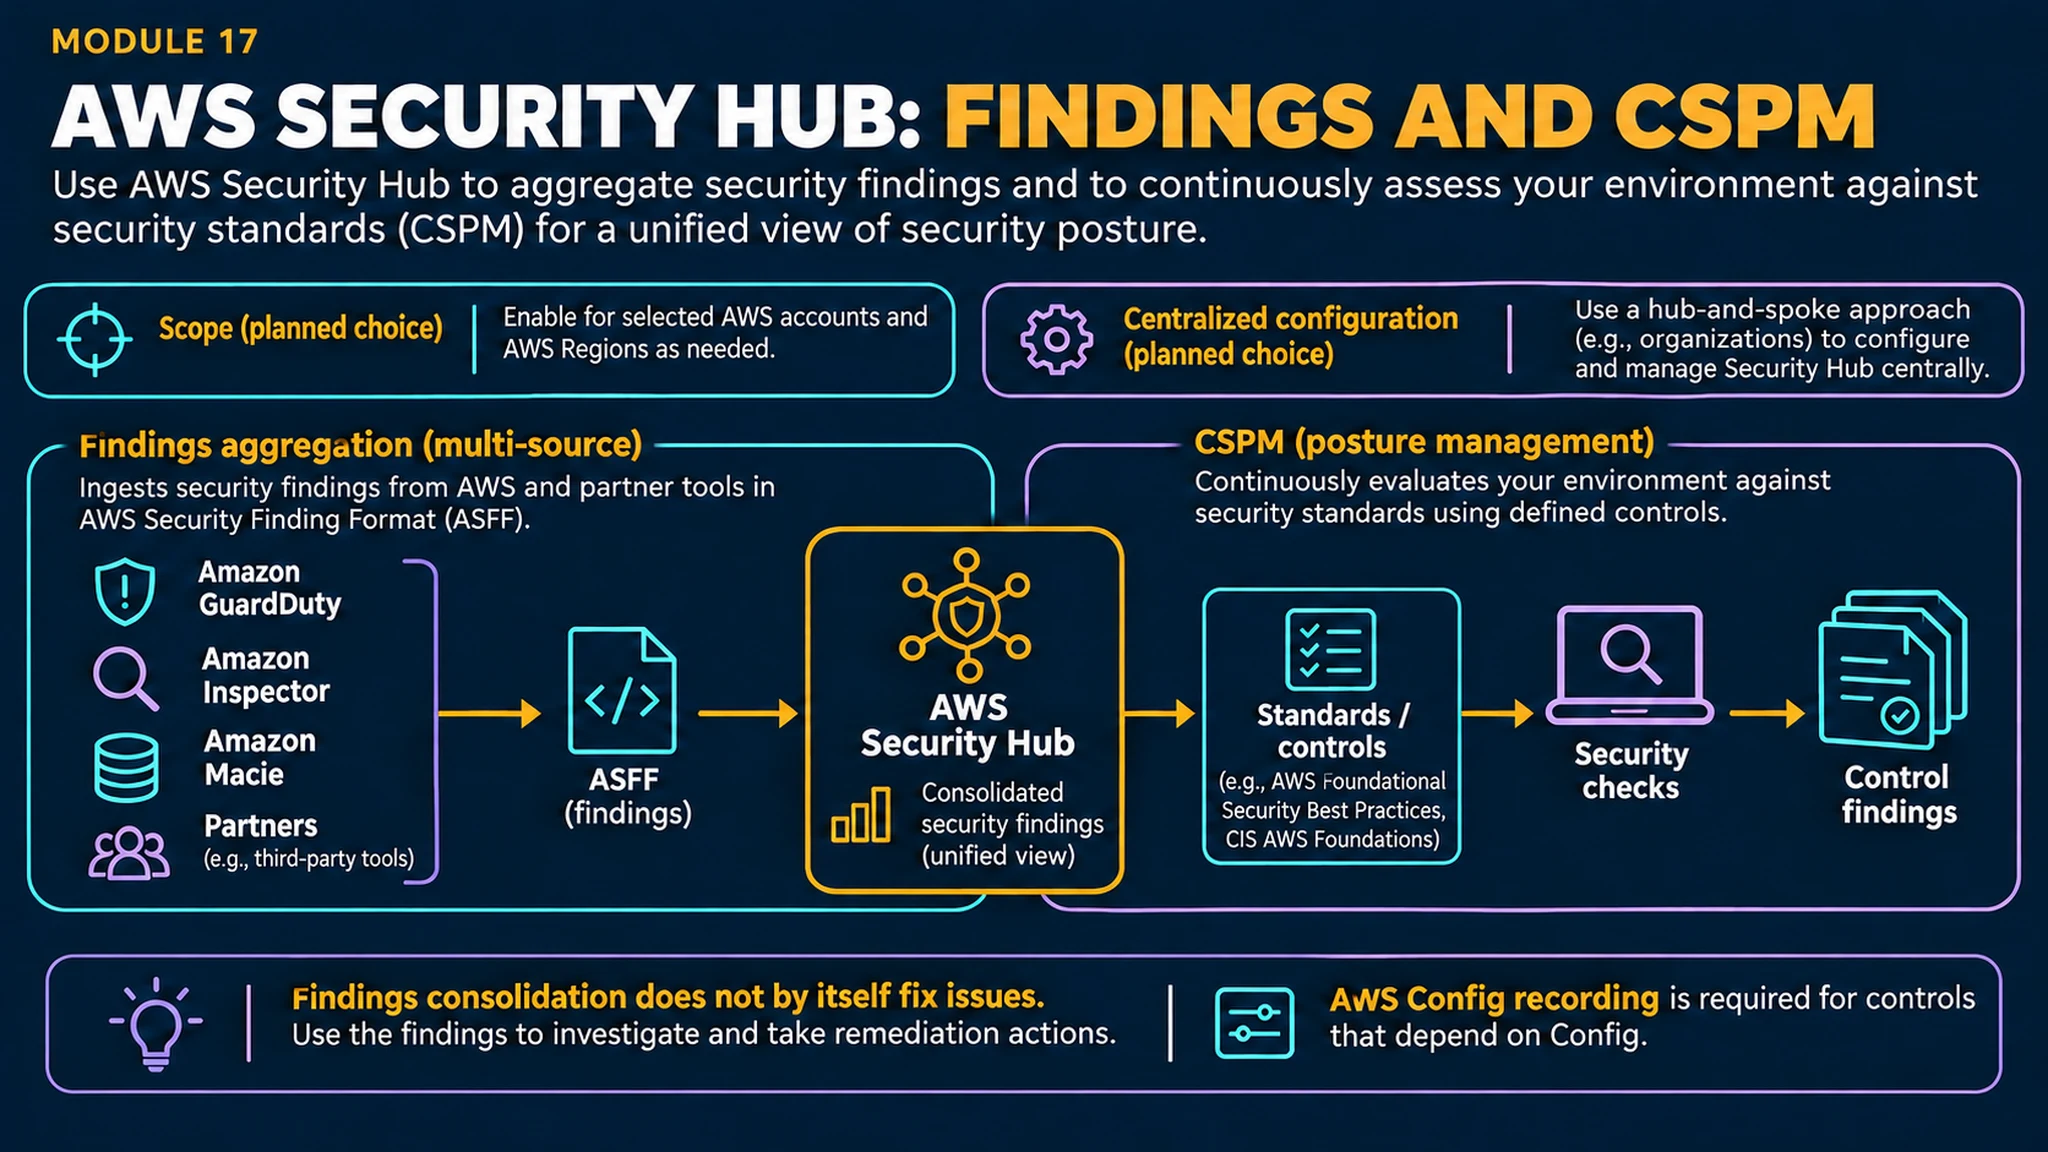 MODULE 17
AWS SECURITY HUB: FINDINGS AND CSPM
Use AWS Security Hub to aggregate security findings and to continuously assess your environment against
security standards (CSPM) for a unified view of security posture.
Scope (planned choice)
Enable for selected AWS accounts and
AWS Regions as needed.
Centralized configuration
(planned choice)
Use a hub-and-spoke approach
(e.g., organizations) to configure
and manage Security Hub centrally.
Findings aggregation (multi-source)
Ingests security findings from AWS and partner tools in
AWS Security Finding Format (ASFF).
Amazon
GuardDuty
Amazon
Inspector
Amazon
Macie
Partners
(e.g., third-party tools)
ASFF
(findings)
AWS
Security Hub
Consolidated
security findings
(unified view)
CSPM (posture management)
Continuously evaluates your environment against
security standards using defined controls.
Standards /
controls
(e.g., AWS Foundational
Security Best Practices,
CIS AWS Foundations)
Security
checks
Control
findings
Findings consolidation does not by itself fix issues.
Use the findings to investigate and take remediation actions.
AWS Config recording is required for controls
that depend on Config.